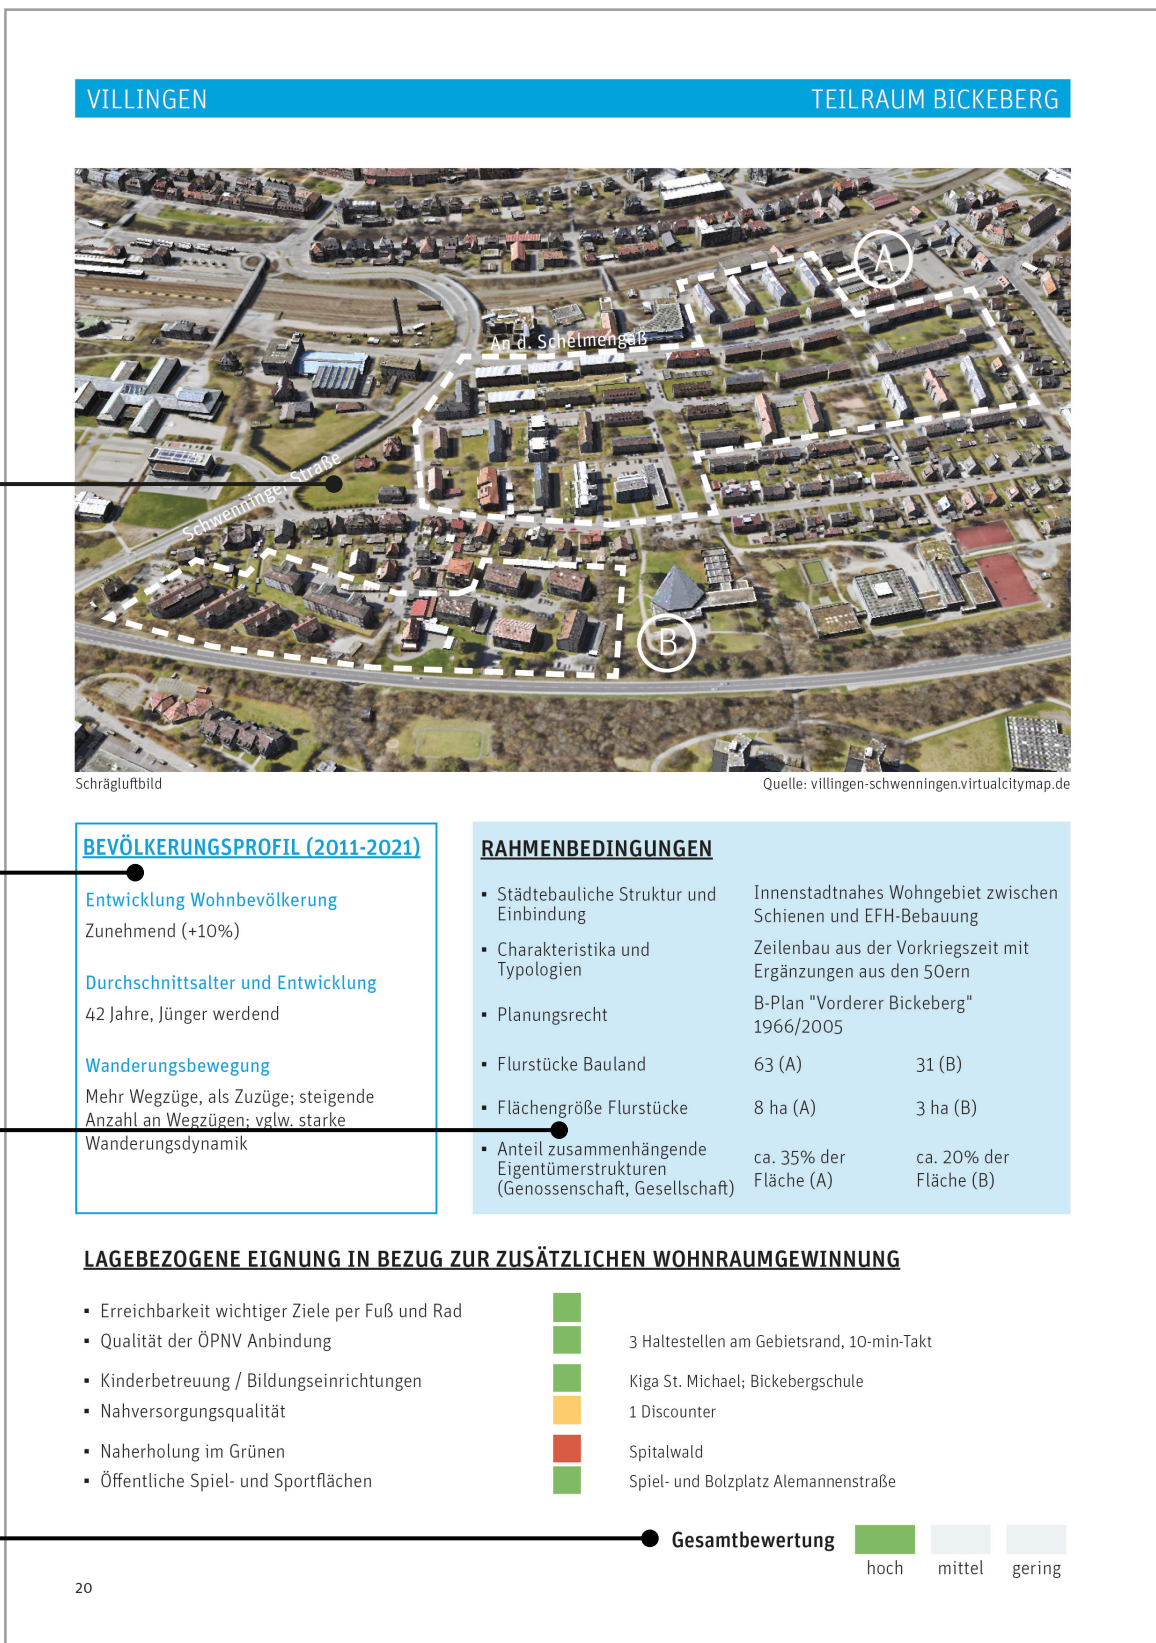 VILLINGEN
TEILRAUM BICKEBERG
A
An d. Schelmengaß
Schwenninger Straße
B
Schrägluftbild
Quelle: villingen-schwenningen.virtualcitymap.de
BEVÖLKERUNGSPROFIL (2011-2021)
Entwicklung Wohnbevölkerung
Zunehmend (+10%)
Durchschnittsalter und Entwicklung
42 Jahre, Jünger werdend
Wanderungsbewegung
Mehr Wegzüge, als Zuzüge; steigende
Anzahl an Wegzügen; vglw. starke
Wanderungsdynamik
RAHMENBEDINGUNGEN
▪ Städtebauliche Struktur und
Einbindung
Innenstadtnahes Wohngebiet zwischen
Schienen und EFH-Bebauung
▪ Charakteristika und
Typologien
Zeilenbau aus der Vorkriegszeit mit
Ergänzungen aus den 50ern
▪ Planungsrecht
B-Plan "Vorderer Bickeberg"
1966/2005
▪ Flurstücke Bauland 63 (A) 31 (B)
▪ Flächengröße Flurstücke 8 ha (A) 3 ha (B)
▪ Anteil zusammenhängende
Eigentümerstrukturen
(Genossenschaft, Gesellschaft)
ca. 35% der
Fläche (A)
ca. 20% der
Fläche (B)
LAGEBEZOGENE EIGNUNG IN BEZUG ZUR ZUSÄTZLICHEN WOHNRAUMGEWINNUNG
▪ Erreichbarkeit wichtiger Ziele per Fuß und Rad
▪ Qualität der ÖPNV Anbindung 3 Haltestellen am Gebietsrand, 10-min-Takt
▪ Kinderbetreuung / Bildungseinrichtungen Kiga St. Michael; Bickebergschule
▪ Nahversorgungsqualität 1 Discounter
▪ Naherholung im Grünen Spitalwald
▪ Öffentliche Spiel- und Sportflächen Spiel- und Bolzplatz Alemannenstraße
Gesamtbewertung
hoch mittel gering
20